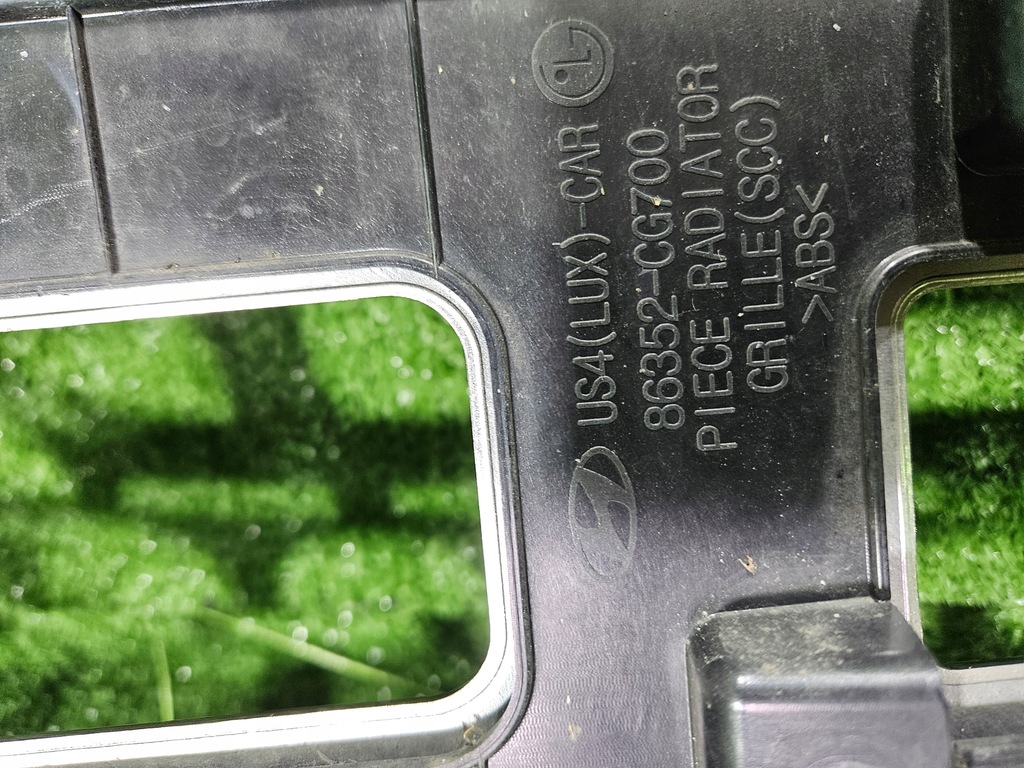 US4(LUX)-CAR
86352-CG700
PIECE RADIATOR
GRILLE(SCC)
>ABS<